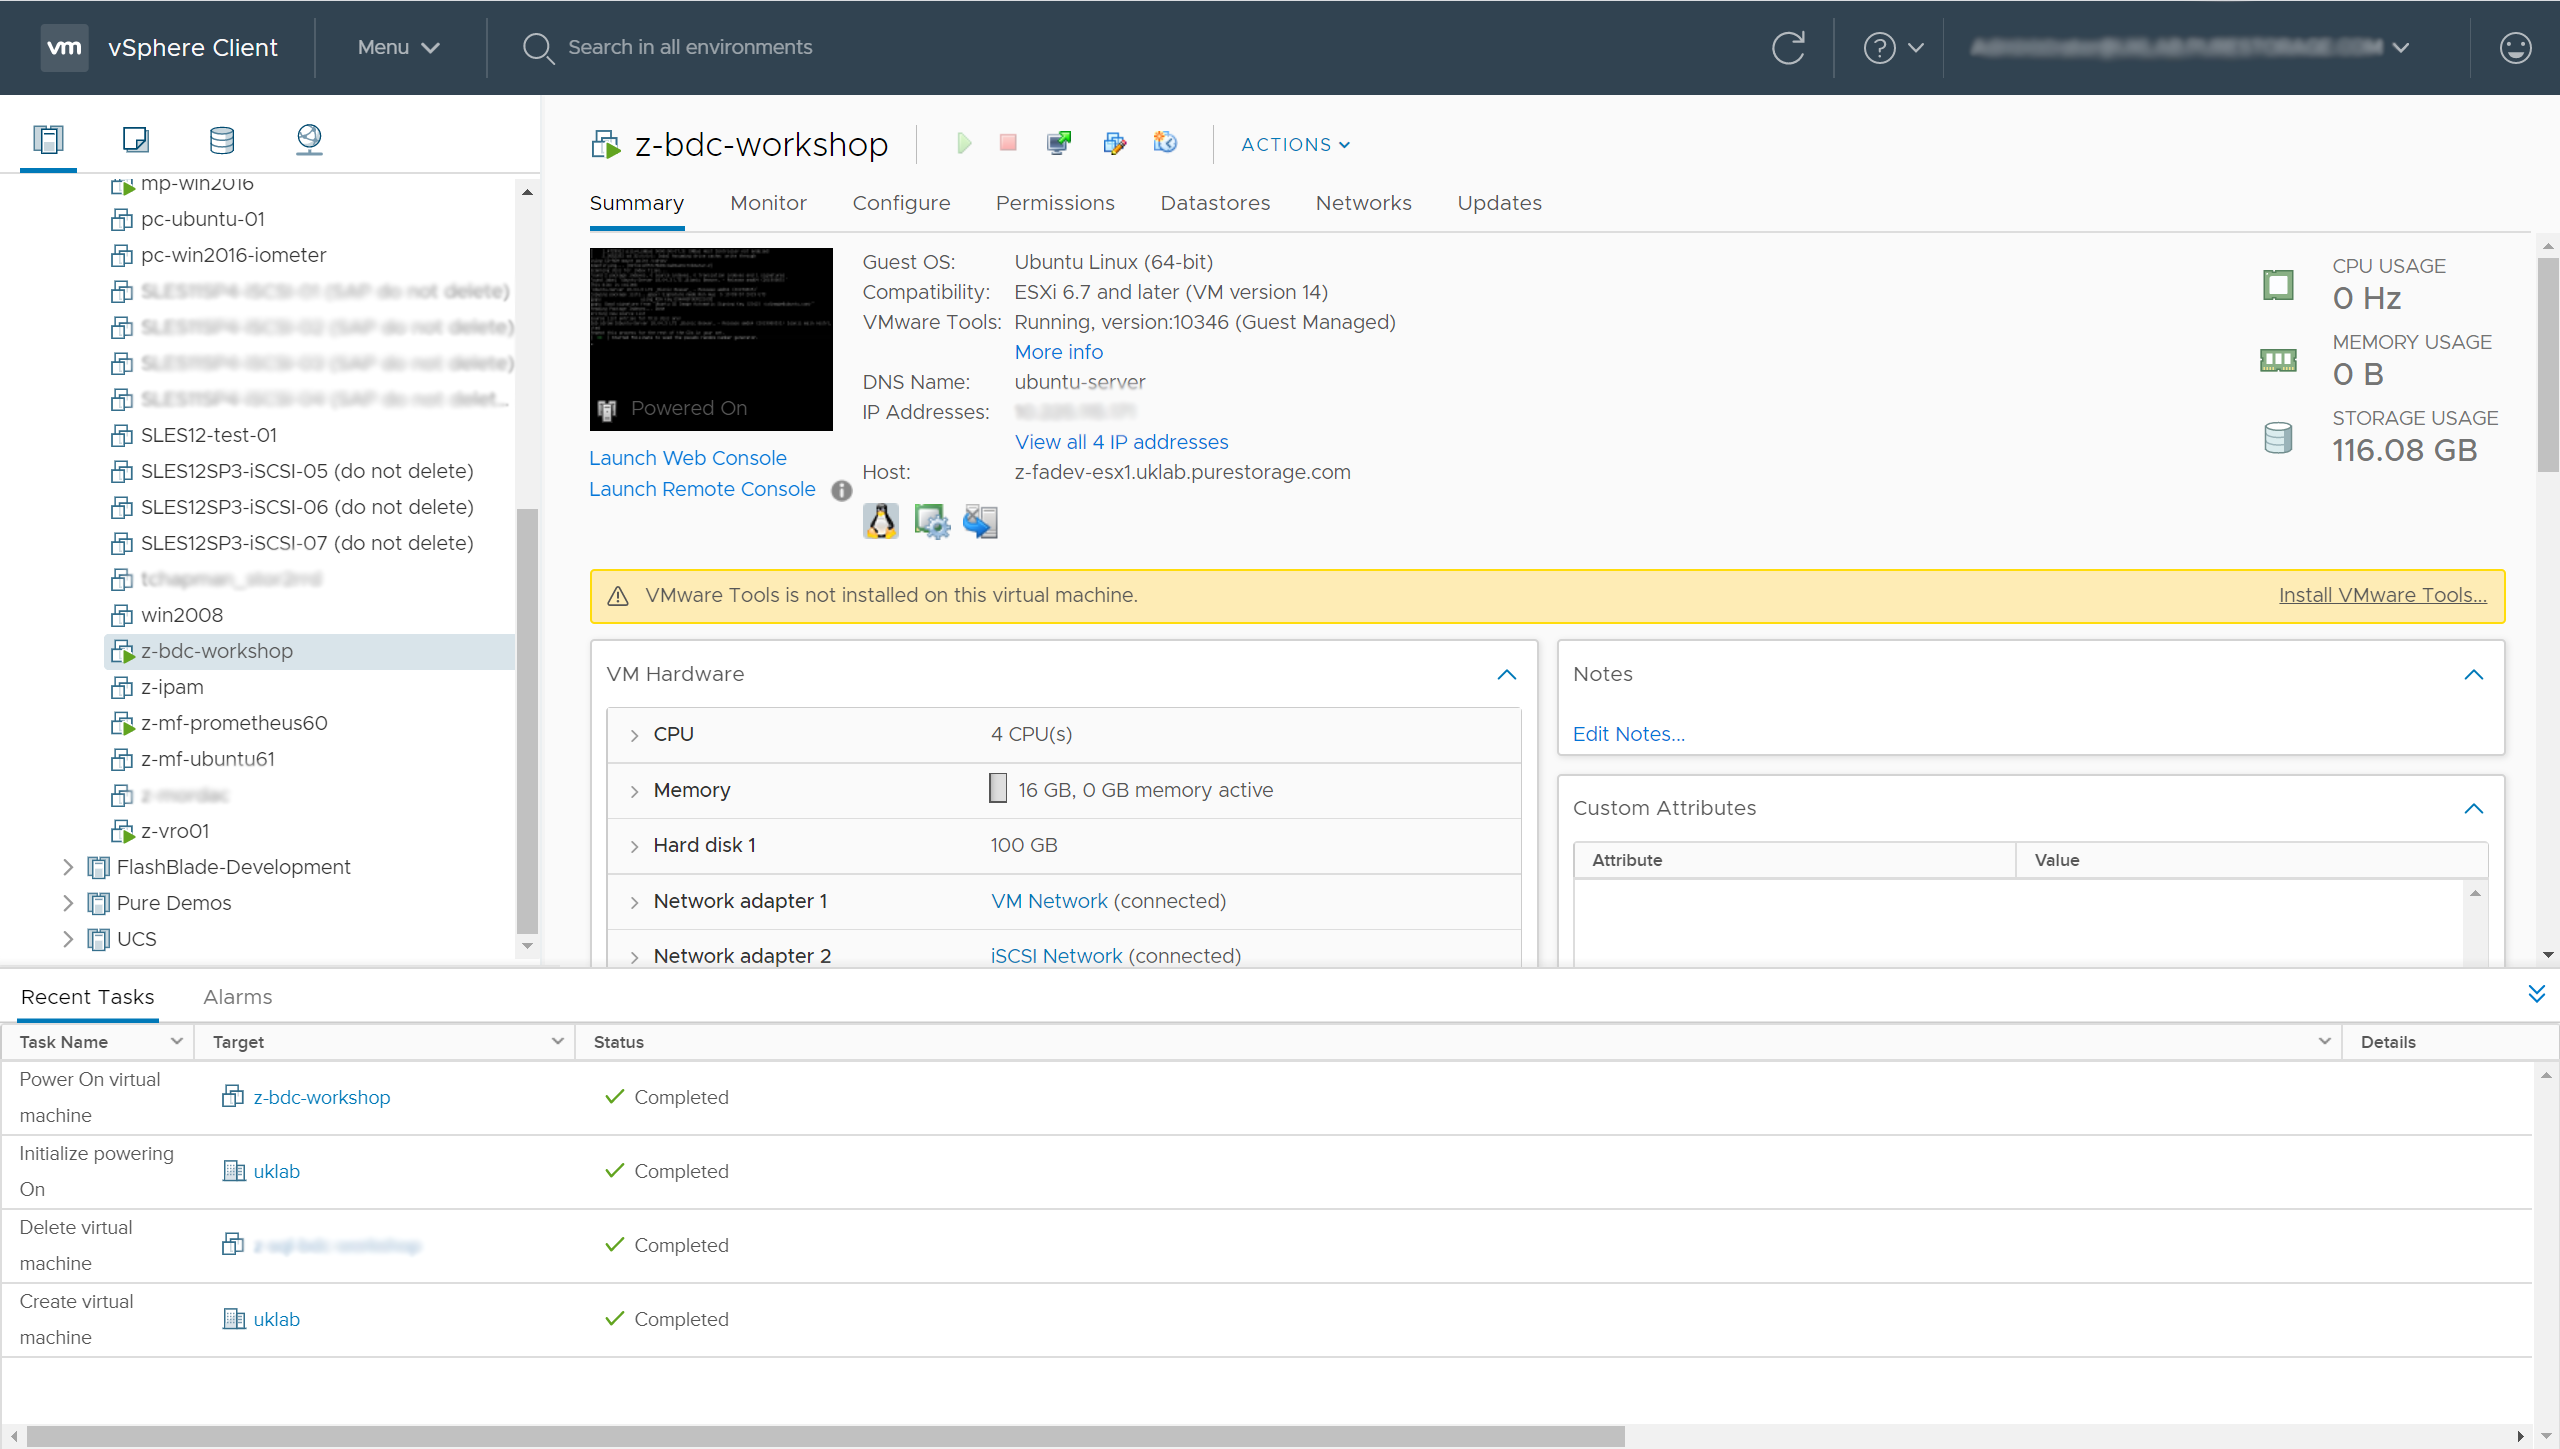 vm vSphere Client Menu Search in all environments
z-bdc-workshop ACTIONS
Summary Monitor Configure Permissions Datastores Networks Updates
mp-win2016
pc-ubuntu-01
pc-win2016-iometer
SLES12-test-01
SLES12SP3-iSCSI-05 (do not delete)
SLES12SP3-iSCSI-06 (do not delete)
SLES12SP3-iSCSI-07 (do not delete)
win2008
z-bdc-workshop
z-ipam
z-mf-prometheus60
z-mf-ubuntu61
z-vro01
FlashBlade-Development
Pure Demos
UCS
Powered On
Launch Web Console
Launch Remote Console
Guest OS: Ubuntu Linux (64-bit)
Compatibility: ESXi 6.7 and later (VM version 14)
VMware Tools: Running, version:10346 (Guest Managed)
More info
DNS Name: ubuntu-server
IP Addresses:
View all 4 IP addresses
Host: z-fadev-esx1.uklab.purestorage.com
CPU USAGE
0 Hz
MEMORY USAGE
0 B
STORAGE USAGE
116.08 GB
VMware Tools is not installed on this virtual machine. Install VMware Tools...
VM Hardware
CPU 4 CPU(s)
Memory 16 GB, 0 GB memory active
Hard disk 1 100 GB
Network adapter 1 VM Network (connected)
Network adapter 2 iSCSI Network (connected)
Notes
Edit Notes...
Custom Attributes
Attribute Value
Recent Tasks Alarms
Task Name Target Status Details
Power On virtual
machine
z-bdc-workshop Completed
Initialize powering
On
uklab Completed
Delete virtual
machine
Completed
Create virtual
machine
uklab Completed